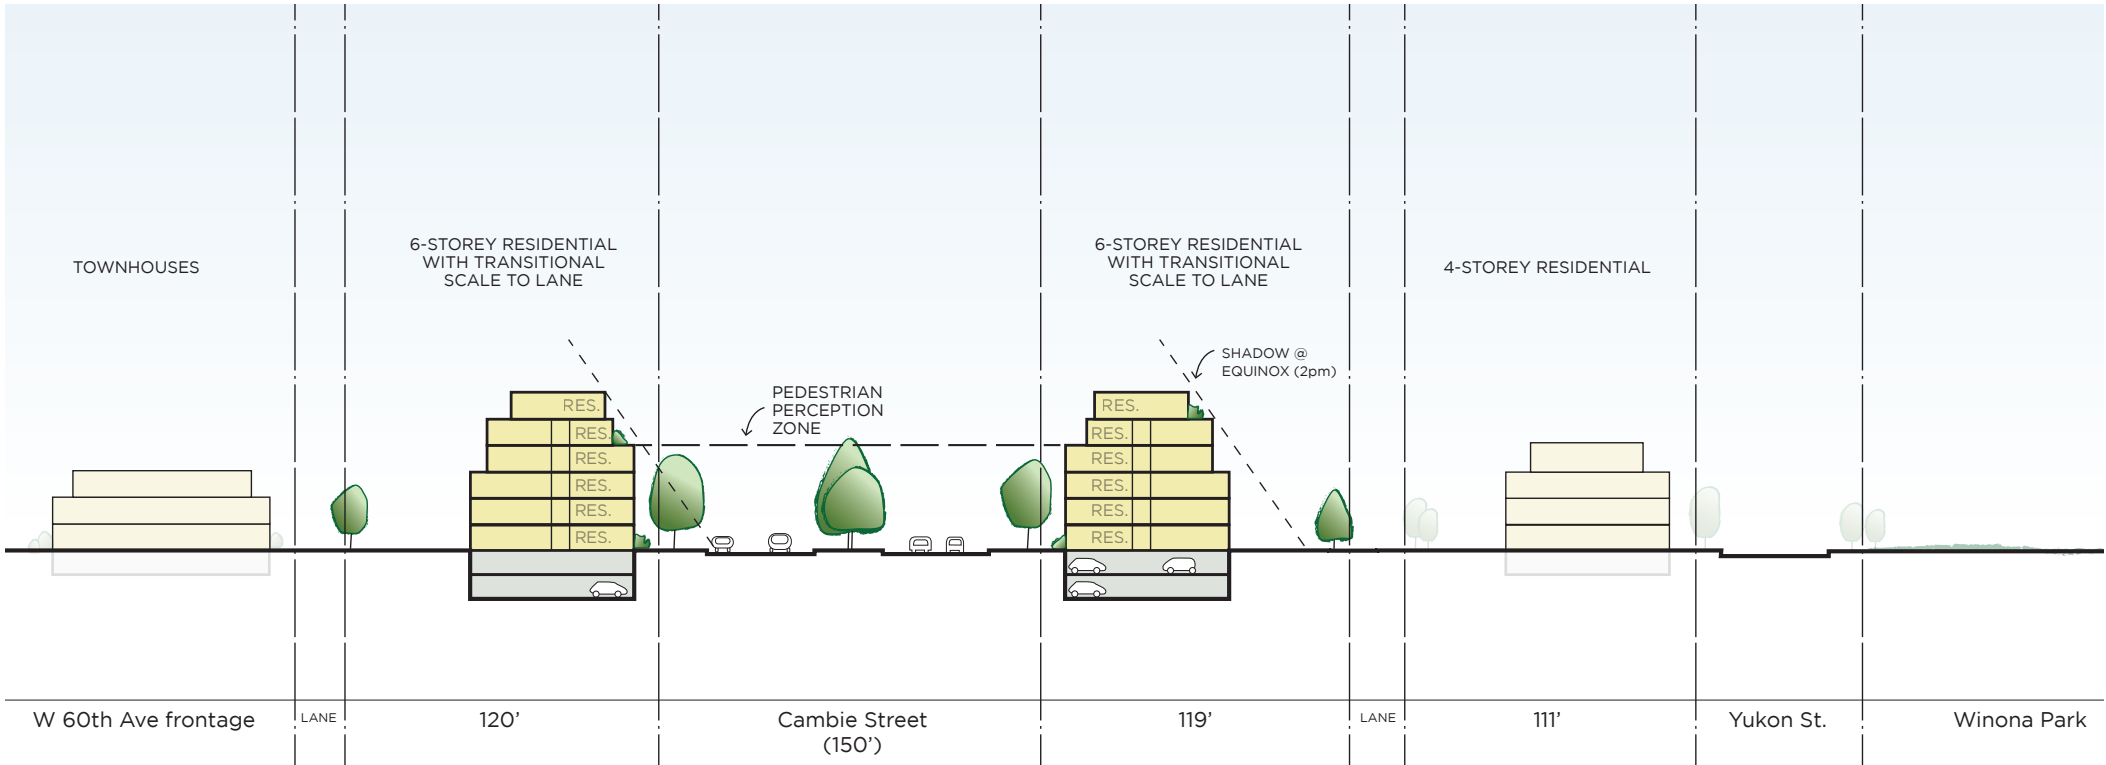 TOWNHOUSES
6-STOREY RESIDENTIAL
WITH TRANSITIONAL
SCALE TO LANE
6-STOREY RESIDENTIAL
WITH TRANSITIONAL
SCALE TO LANE
4-STOREY RESIDENTIAL
SHADOW @
EQUINOX (2pm)
PEDESTRIAN
PERCEPTION
ZONE
RES.
RES.
RES.
RES.
RES.
RES.
RES.
RES.
RES.
RES.
RES.
RES.
W 60th Ave frontage
LANE
120’
Cambie Street
(150’)
119’
LANE
111’
Yukon St.
Winona Park